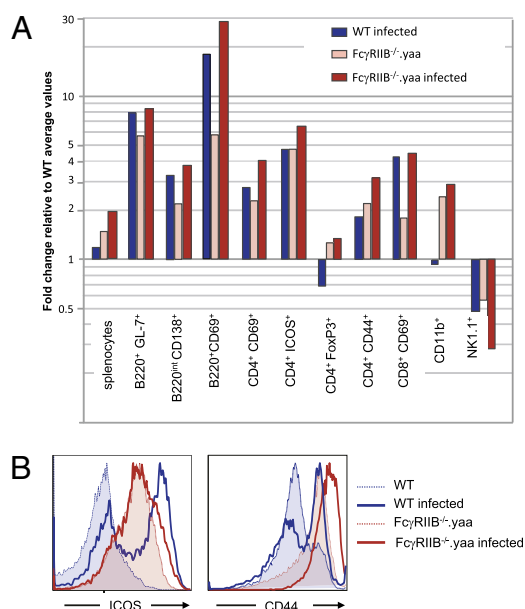 A
Fold change relative to WT average values
30
10
5
4
3
2
1
0.5
WT infected
FcγRIIB-/-.yaa
FcγRIIB-/-.yaa infected
splenocytes
B220+ GL-7+
B220int CD138+
B220+CD69+
CD4+ CD69+
CD4+ ICOS+
CD4+ FoxP3+
CD4+ CD44+
CD8+ CD69+
CD11b+
NK1.1+
B
WT
WT infected
FcγRIIB-/-.yaa
FcγRIIB-/-.yaa infected
ICOS
CD44